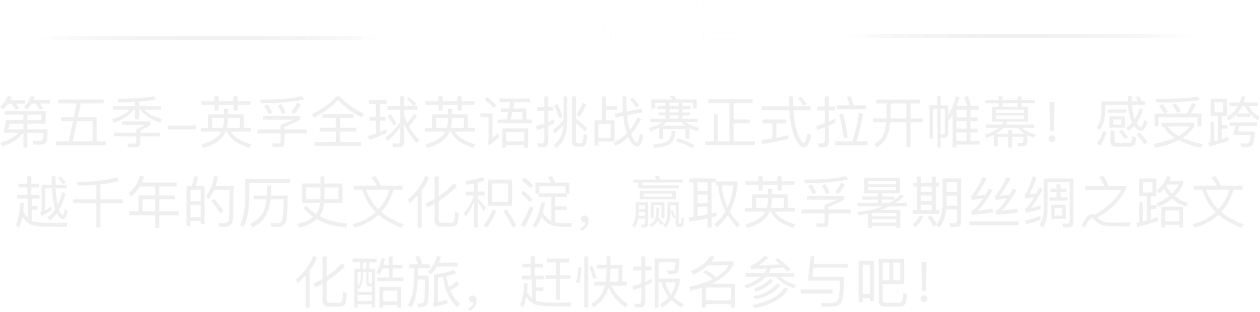 第五季–英孚全球英语挑战赛正式拉开帷幕！感受跨
越千年的历史文化积淀，赢取英孚暑期丝绸之路文
化酷旅，赶快报名参与吧！